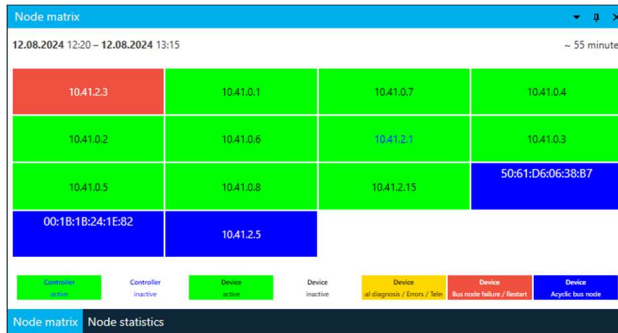 Node matrix
12.08.2024 12:20 – 12.08.2024 13:15 ~ 55 minute
10.41.2.3 10.41.0.1 10.41.0.7 10.41.0.4
10.41.0.2 10.41.0.6 10.41.2.1 10.41.0.3
10.41.0.5 10.41.0.8 10.41.2.15 50:61:D6:06:38:B7
00:1B:1B:24:1E:82 10.41.2.5
Controller Controller Device Device Device Device Device
active inactive active inactive al diagnosis / Errors / Tele Bus node failure / Restart Acyclic bus node
Node matrix Node statistics